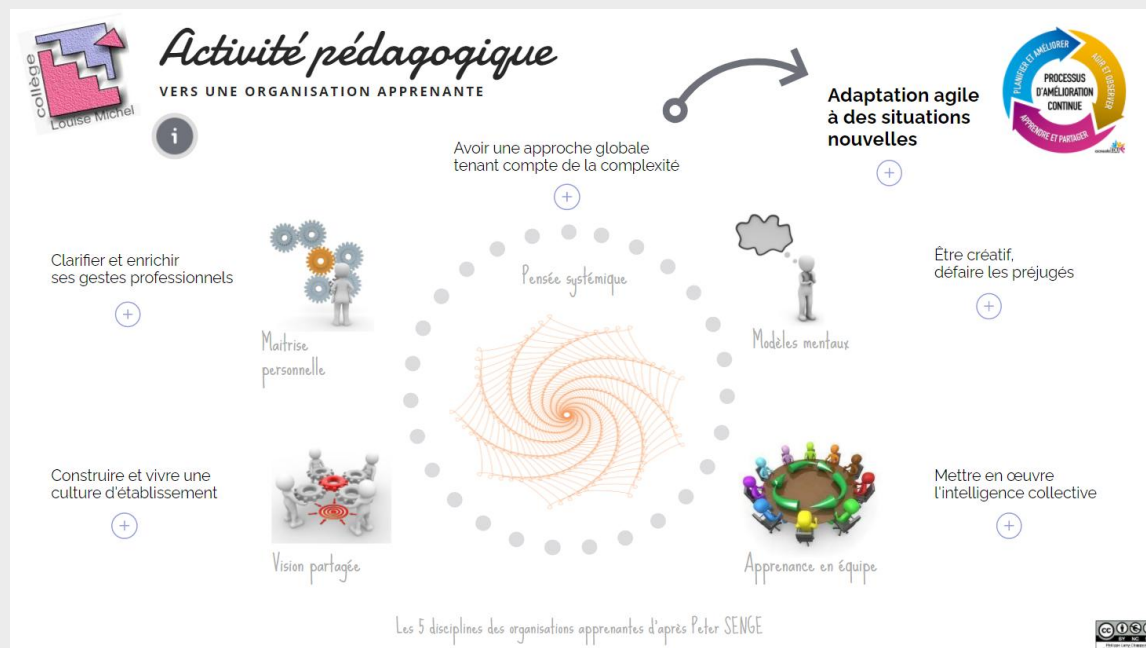 collège
Louise Michel
Activité pédagogique
VERS UNE ORGANISATION APPRENANTE
i
Avoir une approche globale
tenant compte de la complexité
+
Adaptation agile
à des situations
nouvelles
+
PLANIFIER ET AMÉLIORER
AGIR ET OBSERVER
APPRENDRE ET PARTAGER
PROCESSUS
D'AMÉLIORATION
CONTINUE
Clarifier et enrichir
ses gestes professionnels
+
Maitrise
personnelle
Pensée systémique
Modèles mentaux
Être créatif,
défaire les préjugés
+
Construire et vivre une
culture d'établissement
+
Vision partagée
Apprenance en équipe
Mettre en œuvre
l'intelligence collective
+
Les 5 disciplines des organisations apprenantes d'après Peter SENGE
cc
BY NC